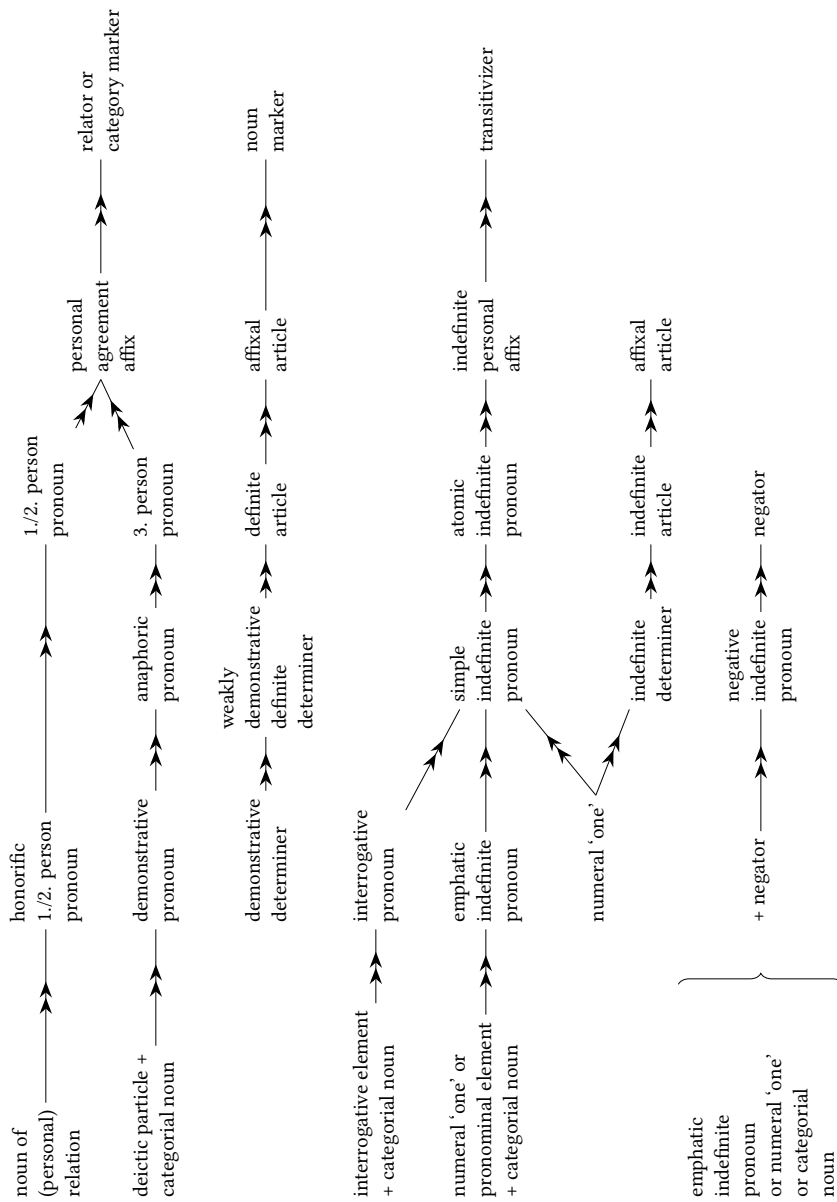 noun of
(personal)
relation
honorific
1./2. person
pronoun
1./2. person
pronoun
deictic particle +
categorial noun
demonstrative
pronoun
anaphoric
pronoun
3. person
pronoun
personal
agreement
affix
relator or
category marker
demonstrative
determiner
weakly
demonstrative
definite
determiner
definite
article
affixal
article
noun
marker
interrogative element
+ categorial noun
interrogative
pronoun
numeral ‘one’ or
pronominal element
+ categorial noun
emphatic
indefinite
pronoun
simple
indefinite
pronoun
atomic
indefinite
pronoun
indefinite
personal
affix
transitivizer
numeral ‘one’
indefinite
determiner
indefinite
article
affixal
article
emphatic
indefinite
pronoun
or numeral ‘one’
or categorial
noun
+ negator
negative
indefinite
pronoun
negator